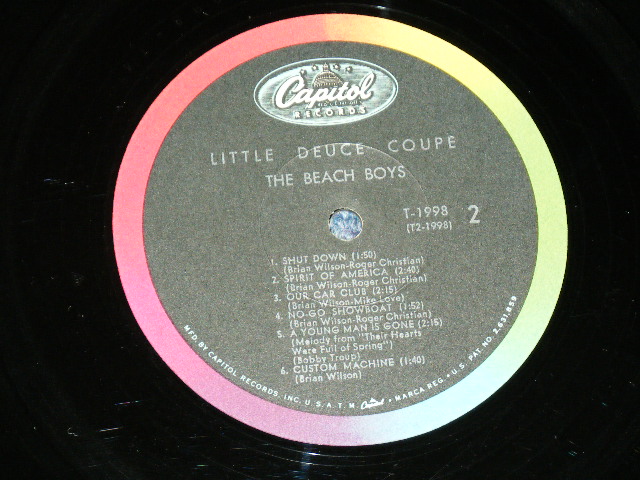 Capitol
RECORDS
LITTLE DEUCE COUPE
THE BEACH BOYS
T-1998 2
(T2-1998)
1. SHUT DOWN (1:50)
(Brian Wilson-Roger Christian)
2. SPIRIT OF AMERICA (2:40)
(Brian Wilson-Roger Christian)
3. OUR CAR CLUB (2:15)
(Brian Wilson-Mike Love)
4. NO-GO SHOWBOAT (1:52)
(Brian Wilson-Roger Christian)
5. A YOUNG MAN IS GONE (2:15)
(Melody from "Their Hearts
Were Full of Spring")
(Bobby Troup)
6. CUSTOM MACHINE (1:40)
(Brian Wilson)
MFD. BY CAPITOL RECORDS, INC. U.S.A. T.M. Capitol • MARCA REG. • U.S. PAT. NO. 2,631,859